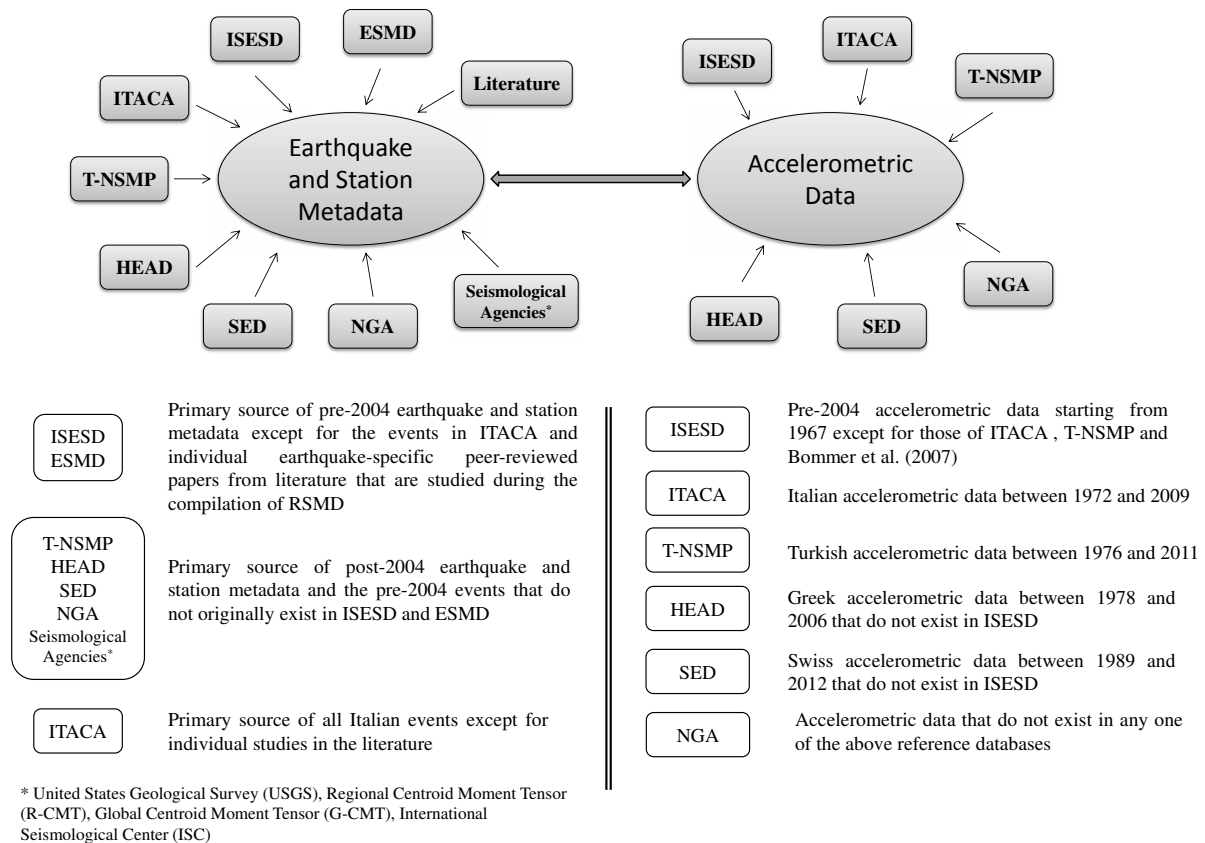 ISESD
ESMD
Literature
ITACA
T-NSMP
HEAD
SED
NGA
Seismological
Agencies*
Earthquake
and Station
Metadata
ISESD
ITACA
T-NSMP
Accelerometric
Data
HEAD
SED
NGA
ISESD
ESMD
Primary source of pre-2004 earthquake and station
metadata except for the events in ITACA and
individual earthquake-specific peer-reviewed
papers from literature that are studied during the
compilation of RSMD
T-NSMP
HEAD
SED
NGA
Seismological
Agencies*
Primary source of post-2004 earthquake and
station metadata and the pre-2004 events that do
not originally exist in ISESD and ESMD
ITACA
Primary source of all Italian events except for
individual studies in the literature
* United States Geological Survey (USGS), Regional Centroid Moment Tensor
(R-CMT), Global Centroid Moment Tensor (G-CMT), International
Seismological Center (ISC)
ISESD
Pre-2004 accelerometric data starting from
1967 except for those of ITACA , T-NSMP and
Bommer et al. (2007)
ITACA
Italian accelerometric data between 1972 and 2009
T-NSMP
Turkish accelerometric data between 1976 and 2011
HEAD
Greek accelerometric data between 1978 and
2006 that do not exist in ISESD
SED
Swiss accelerometric data between 1989 and
2012 that do not exist in ISESD
NGA
Accelerometric data that do not exist in any one
of the above reference databases